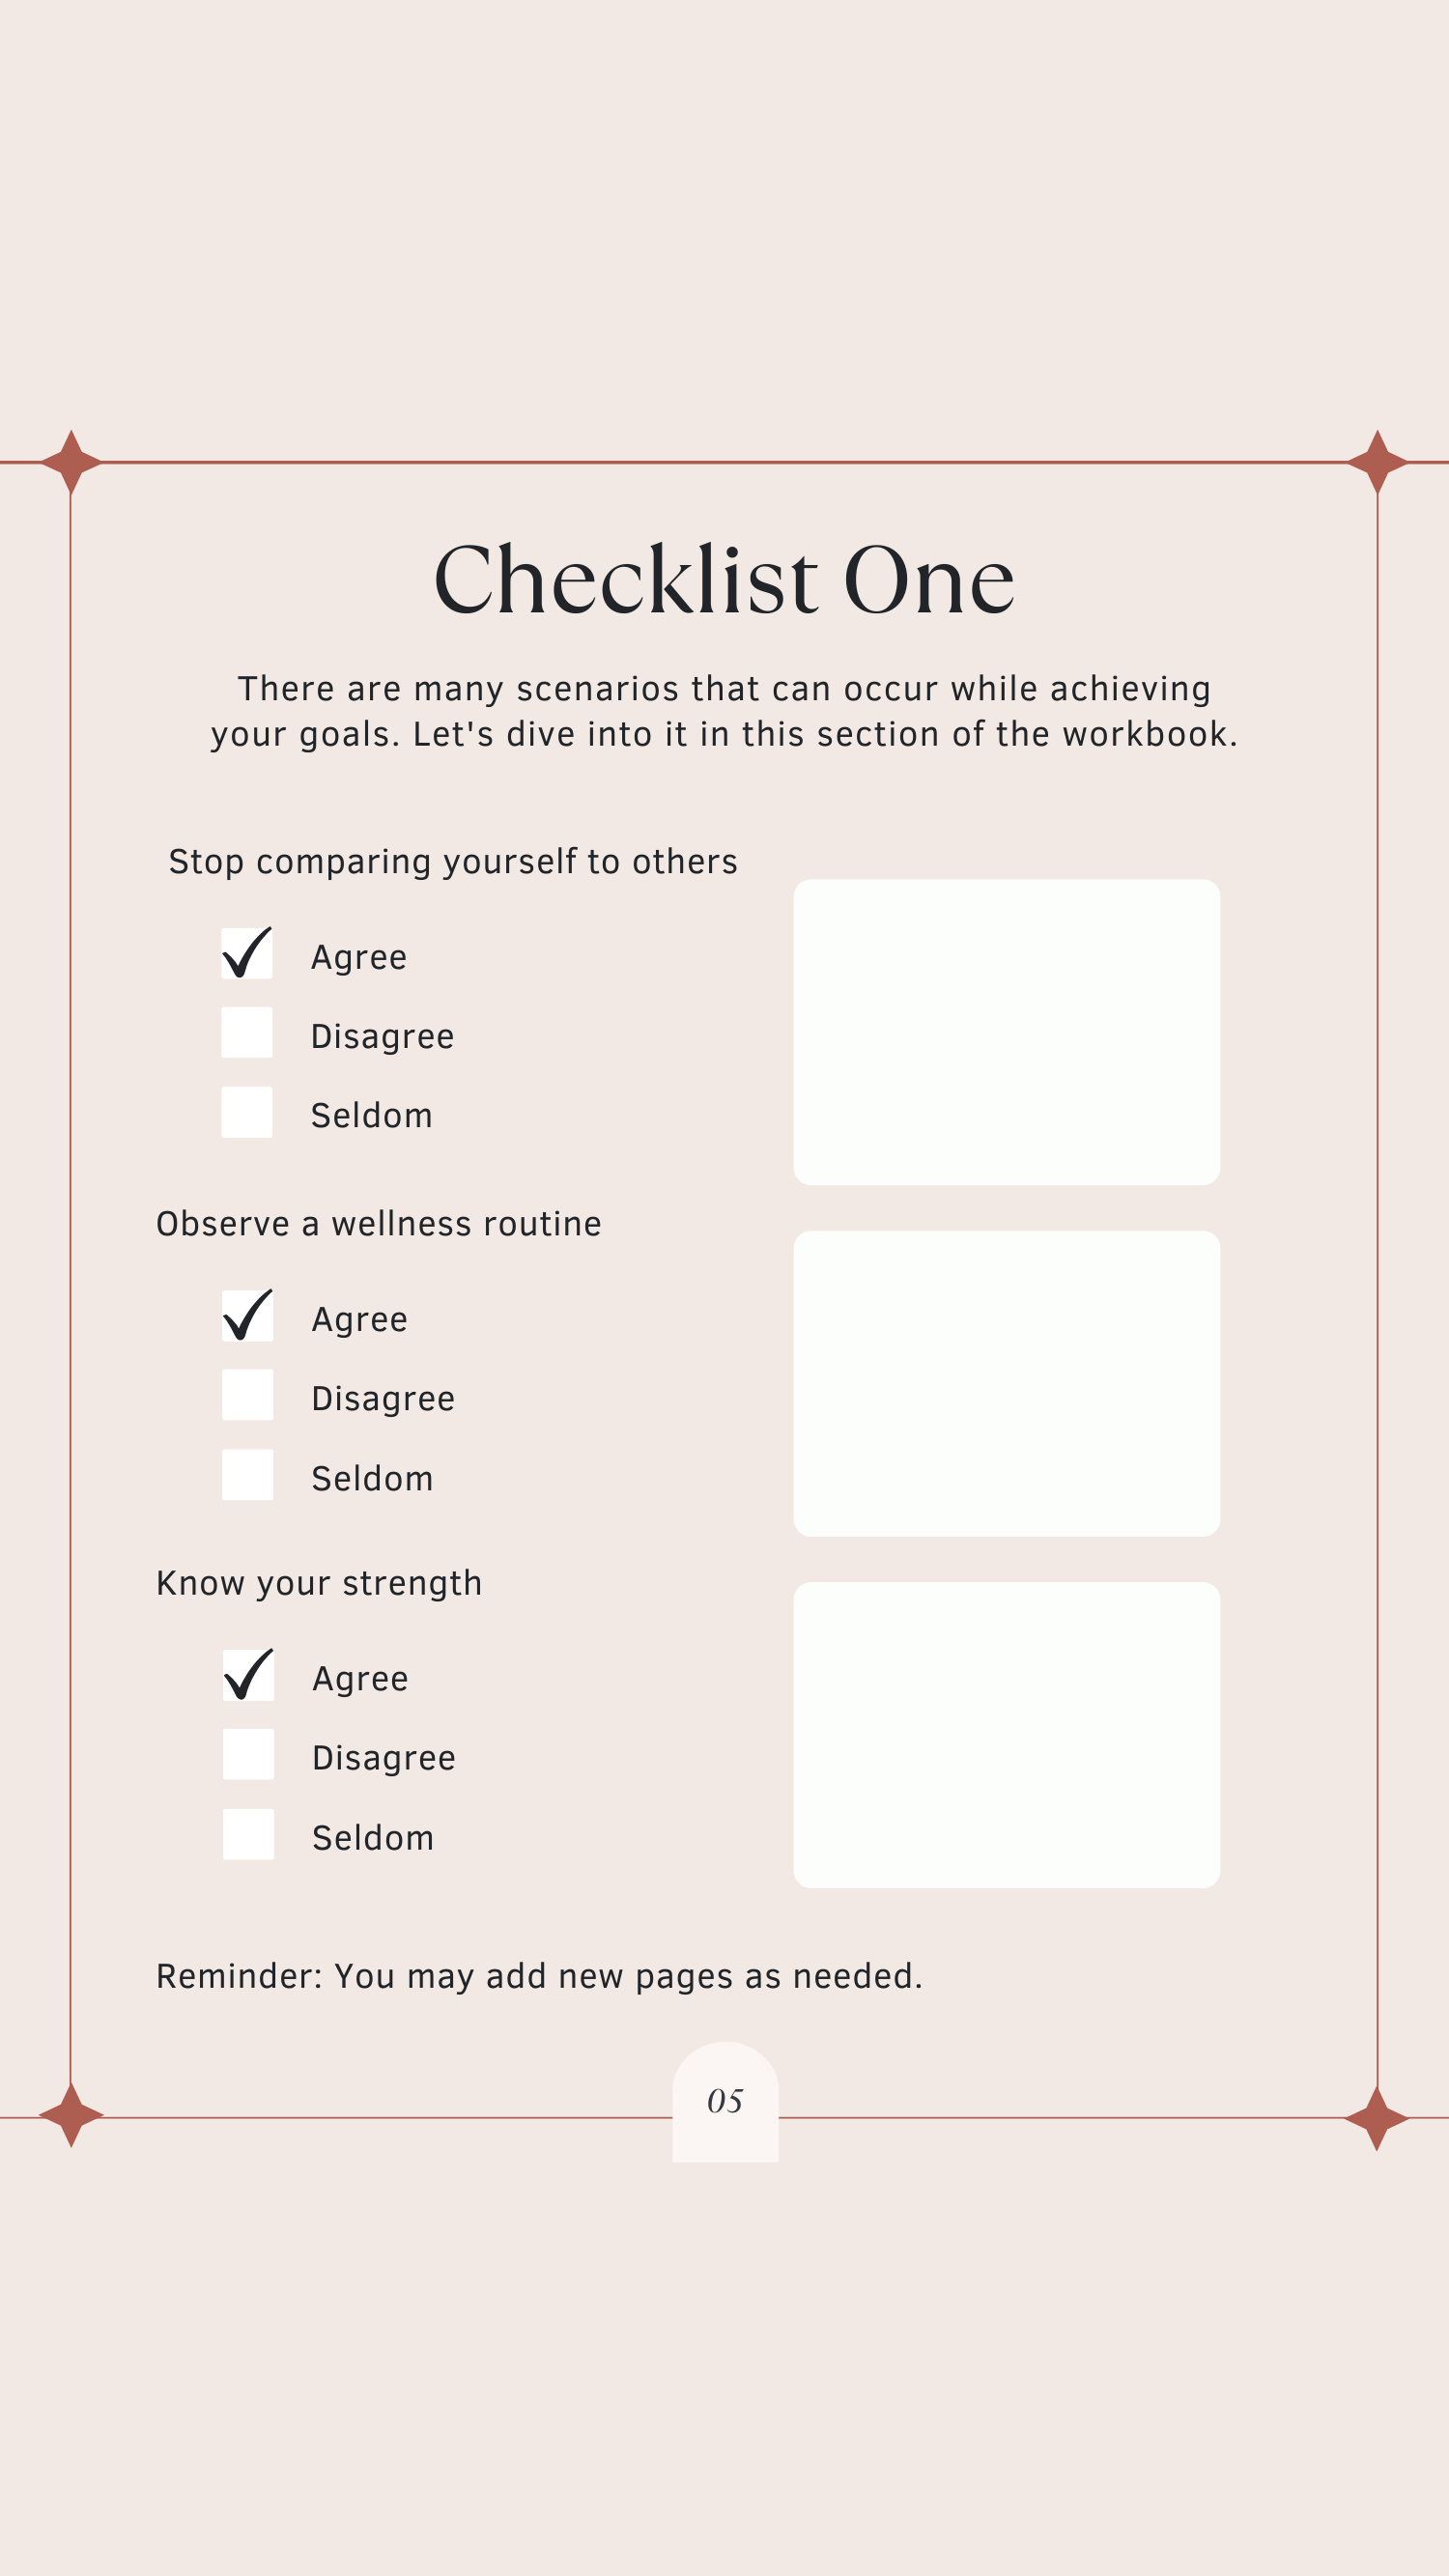 Checklist One
There are many scenarios that can occur while achieving
your goals. Let's dive into it in this section of the workbook.
Stop comparing yourself to others
Agree
Disagree
Seldom
Observe a wellness routine
Agree
Disagree
Seldom
Know your strength
Agree
Disagree
Seldom
Reminder: You may add new pages as needed.
05